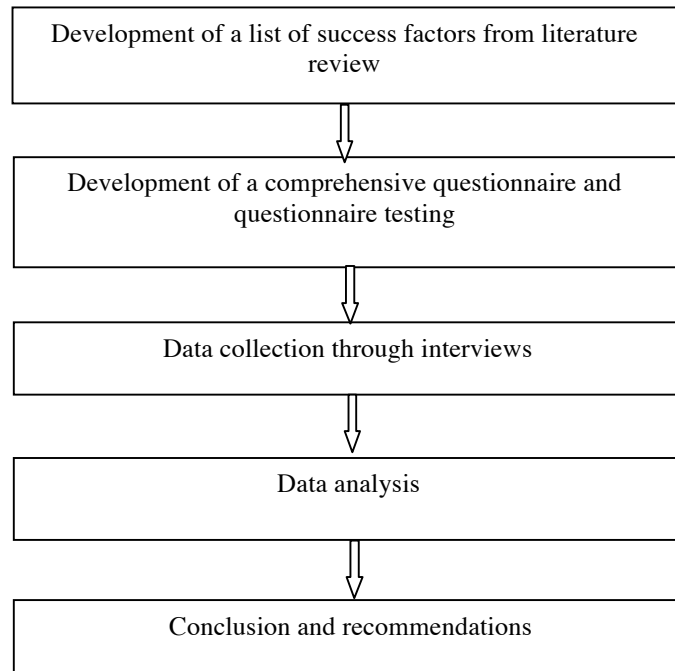 Development of a list of success factors from literature
review
Development of a comprehensive questionnaire and
questionnaire testing
Data collection through interviews
Data analysis
Conclusion and recommendations